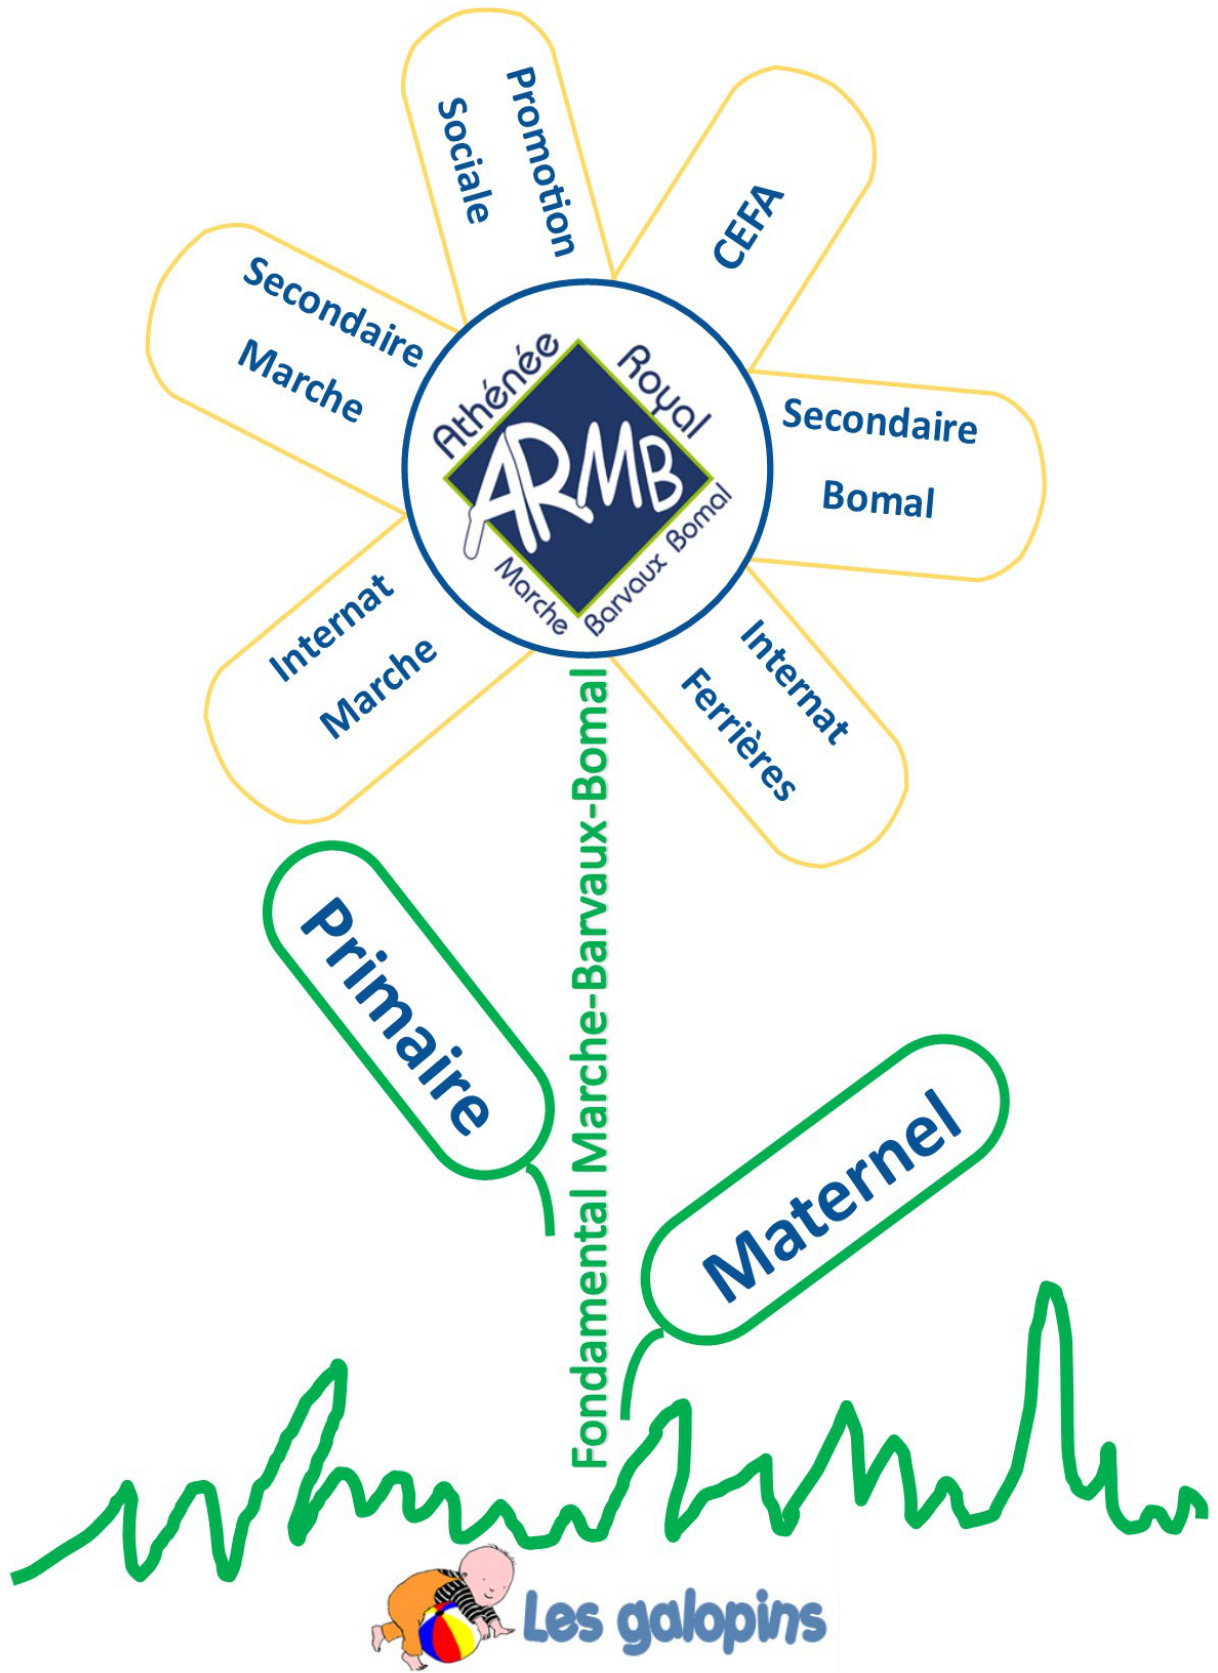 Promotion
Sociale
CEFA
Secondaire
Marche
Secondaire
Bomal
Athénée
Royal
ARMB
Marche
Barvaux
Bomal
Internat
Marche
Internat
Ferrières
Fondamental Marche-Barvaux-Bomal
Primaire
Maternel
Les galopins